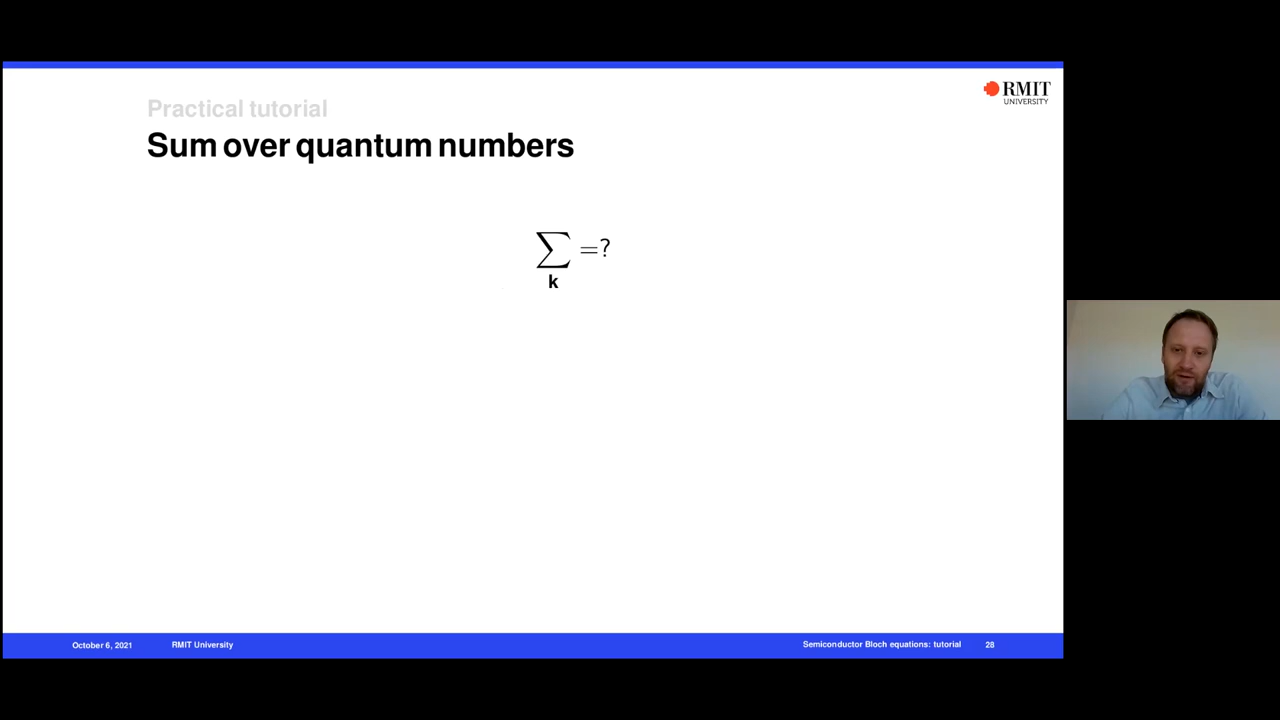 RMIT
UNIVERSITY
Practical tutorial
Sum over quantum numbers
∑ =?
k
October 6, 2021 RMIT University Semiconductor Bloch equations: tutorial 28